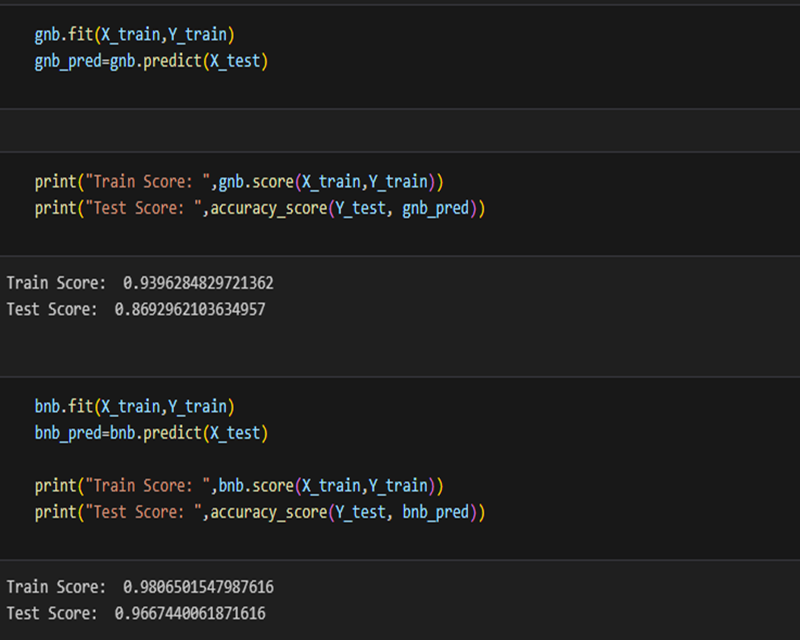 gnb.fit(X_train,Y_train)
gnb_pred=gnb.predict(X_test)
print("Train Score: ",gnb.score(X_train,Y_train))
print("Test Score: ",accuracy_score(Y_test, gnb_pred))
Train Score:  0.9396284829721362
Test Score:  0.8692962103634957
bnb.fit(X_train,Y_train)
bnb_pred=bnb.predict(X_test)
print("Train Score: ",bnb.score(X_train,Y_train))
print("Test Score: ",accuracy_score(Y_test, bnb_pred))
Train Score:  0.9806501547987616
Test Score:  0.9667440061871616